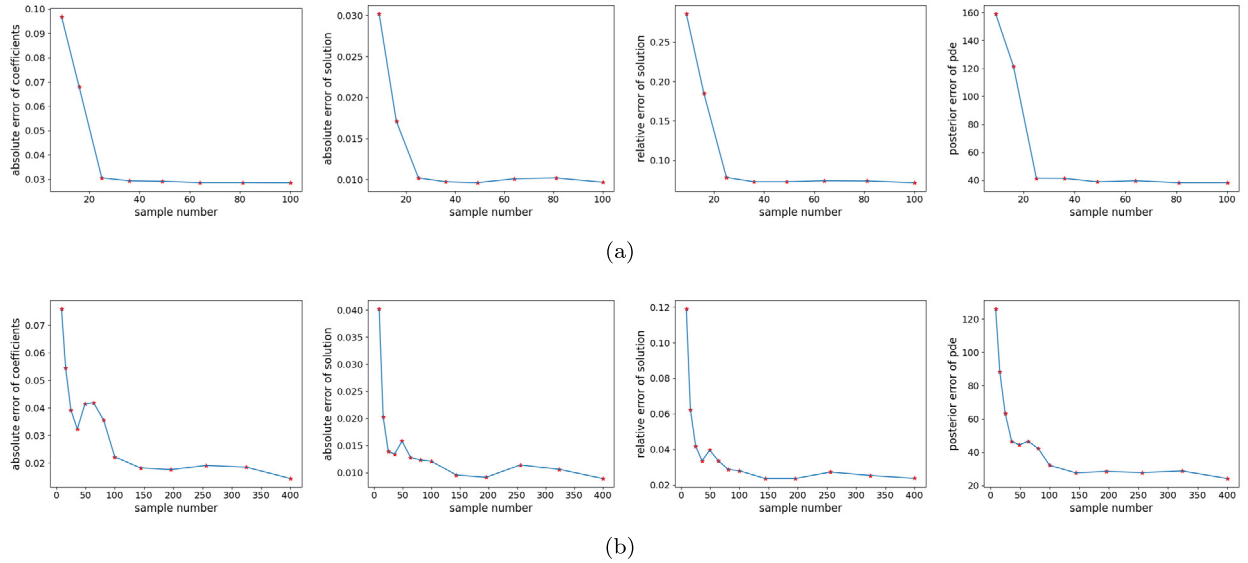 absolute error of coefficients
0.10
0.09
0.08
0.07
0.06
0.05
0.04
0.03
20 40 60 80 100
sample number
absolute error of solution
0.030
0.025
0.020
0.015
0.010
20 40 60 80 100
sample number
relative error of solution
0.25
0.20
0.15
0.10
20 40 60 80 100
sample number
posterior error of pde
160
140
120
100
80
60
40
20 40 60 80 100
sample number
(a)
absolute error of coefficients
0.07
0.06
0.05
0.04
0.03
0.02
0 50 100 150 200 250 300 350 400
sample number
absolute error of solution
0.040
0.035
0.030
0.025
0.020
0.015
0.010
0 50 100 150 200 250 300 350 400
sample number
relative error of solution
0.12
0.10
0.08
0.06
0.04
0.02
0 50 100 150 200 250 300 350 400
sample number
posterior error of pde
120
100
80
60
40
20
0 50 100 150 200 250 300 350 400
sample number
(b)